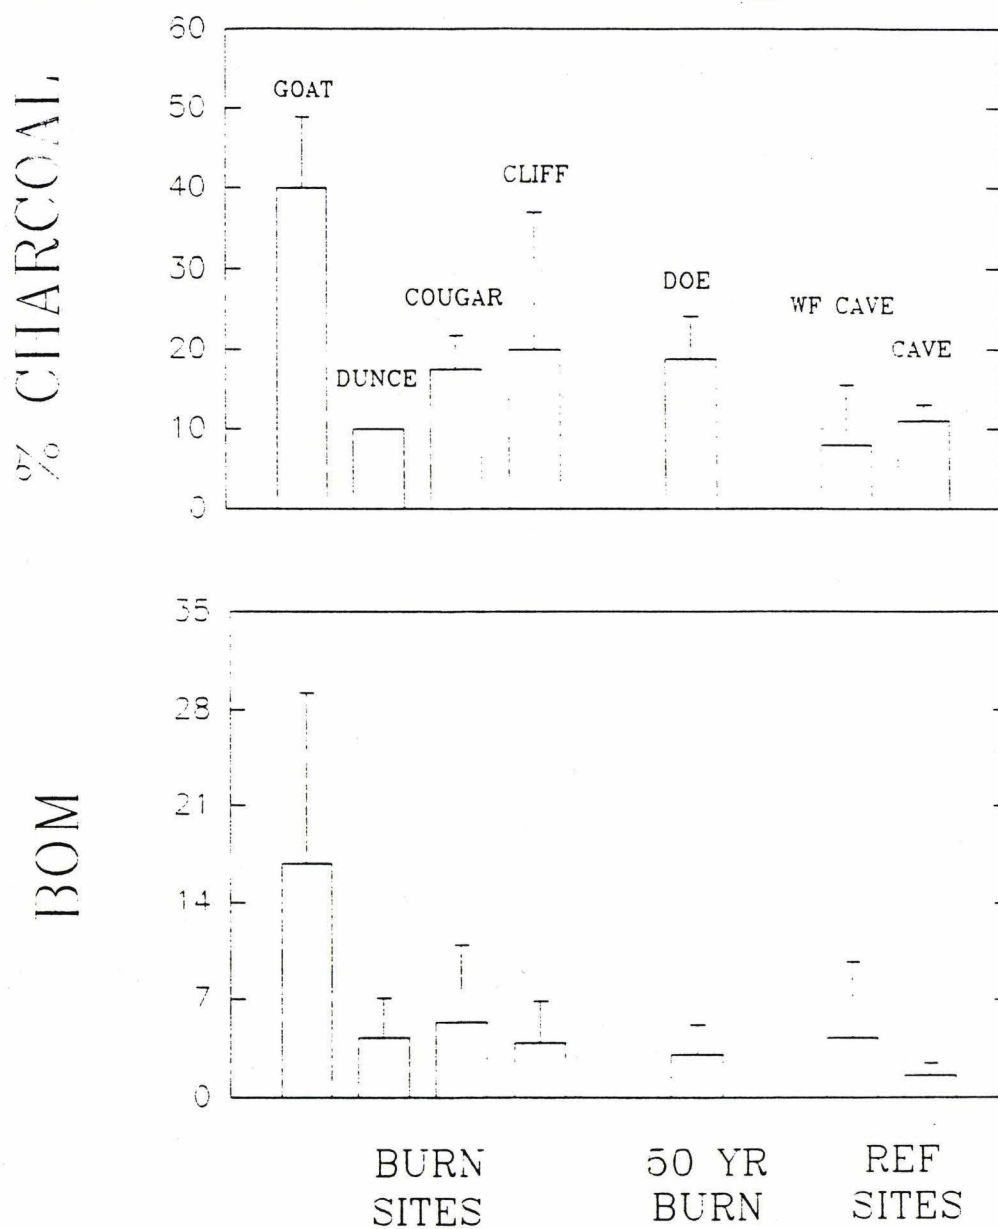 % CHARCOAL
60
50
40
30
20
10
0
GOAT
DUNCE
COUGAR
CLIFF
DOE
WF CAVE
CAVE
BOM
35
28
21
14
7
0
BURN
SITES
50 YR
BURN
REF
SITES